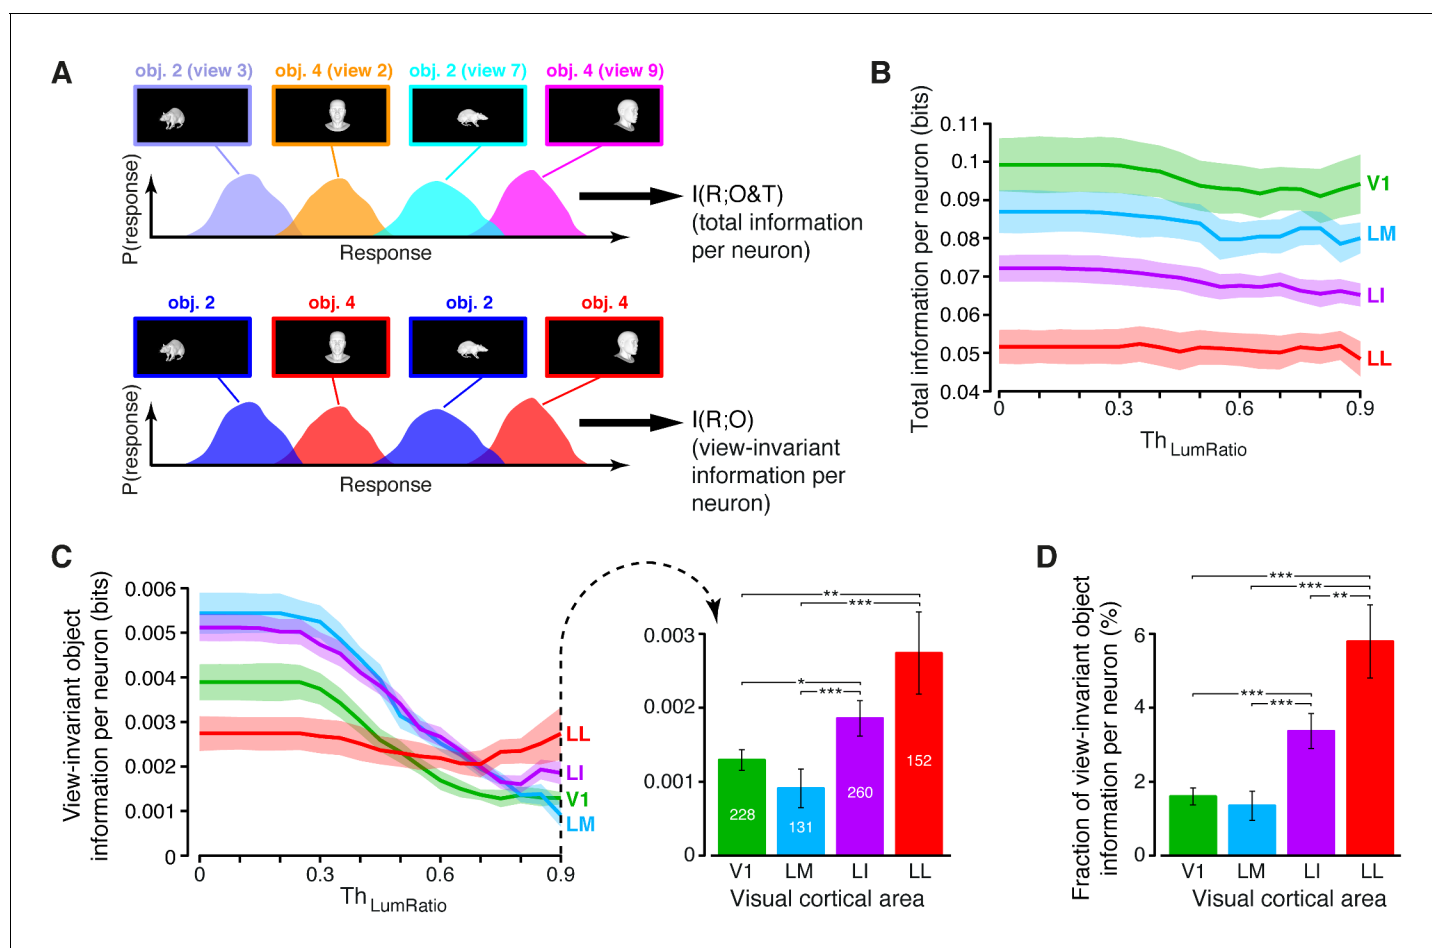 A
obj. 2 (view 3)
obj. 4 (view 2)
obj. 2 (view 7)
obj. 4 (view 9)
P(response)
Response
I(R;O&T)
(total information
per neuron)
obj. 2
obj. 4
obj. 2
obj. 4
P(response)
Response
I(R;O)
(view-invariant
information per
neuron)
B
Total information per neuron (bits)
0.11
0.1
0.09
0.08
0.07
0.06
0.05
0.04
0
0.3
0.6
0.9
Th LumRatio
V1
LM
LI
LL
C
View-invariant object
information per neuron (bits)
0.006
0.005
0.004
0.003
0.002
0.001
0
0
0.3
0.6
0.9
Th LumRatio
LL
LI
V1
LM
0.003
0.002
0.001
0
**
***
*
***
228
131
260
152
V1
LM
LI
LL
Visual cortical area
D
Fraction of view-invariant object
information per neuron (%)
6
4
2
0
***
***
**
***
***
V1
LM
LI
LL
Visual cortical area